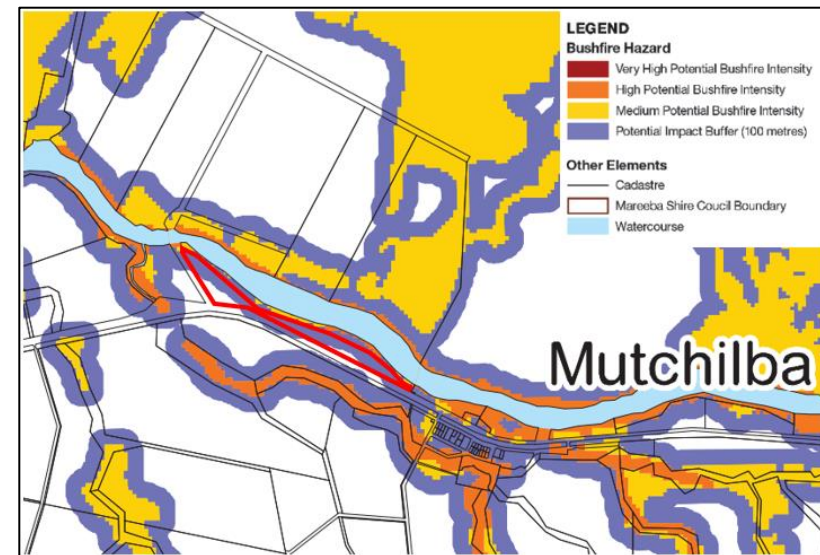 LEGEND
Bushfire Hazard
Very High Potential Bushfire Intensity
High Potential Bushfire Intensity
Medium Potential Bushfire Intensity
Potential Impact Buffer (100 metres)
Other Elements
Cadastre
Mareeba Shire Coucil Boundary
Watercourse
Mutchilba